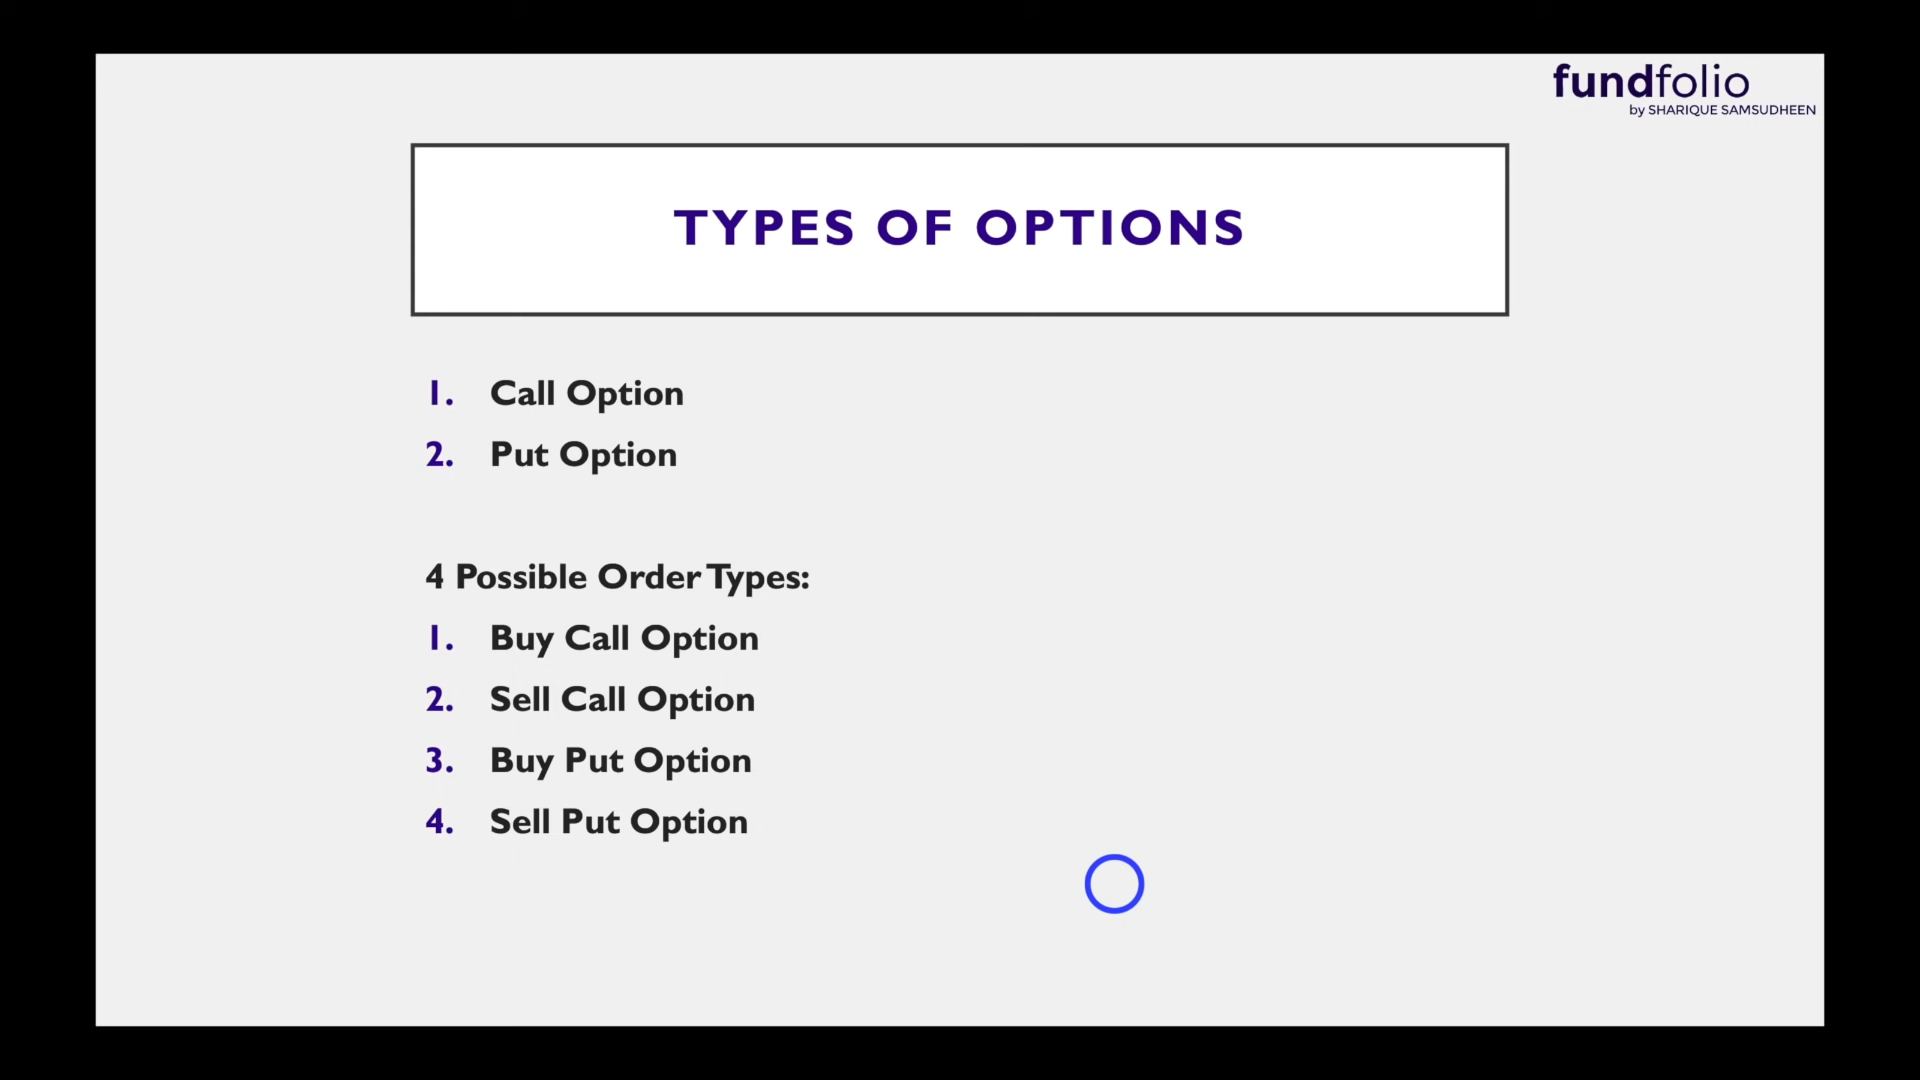 fundfolio
by SHARIQUE SAMSUDHEEN
TYPES OF OPTIONS
1. Call Option
2. Put Option
4 Possible Order Types:
1. Buy Call Option
2. Sell Call Option
3. Buy Put Option
4. Sell Put Option